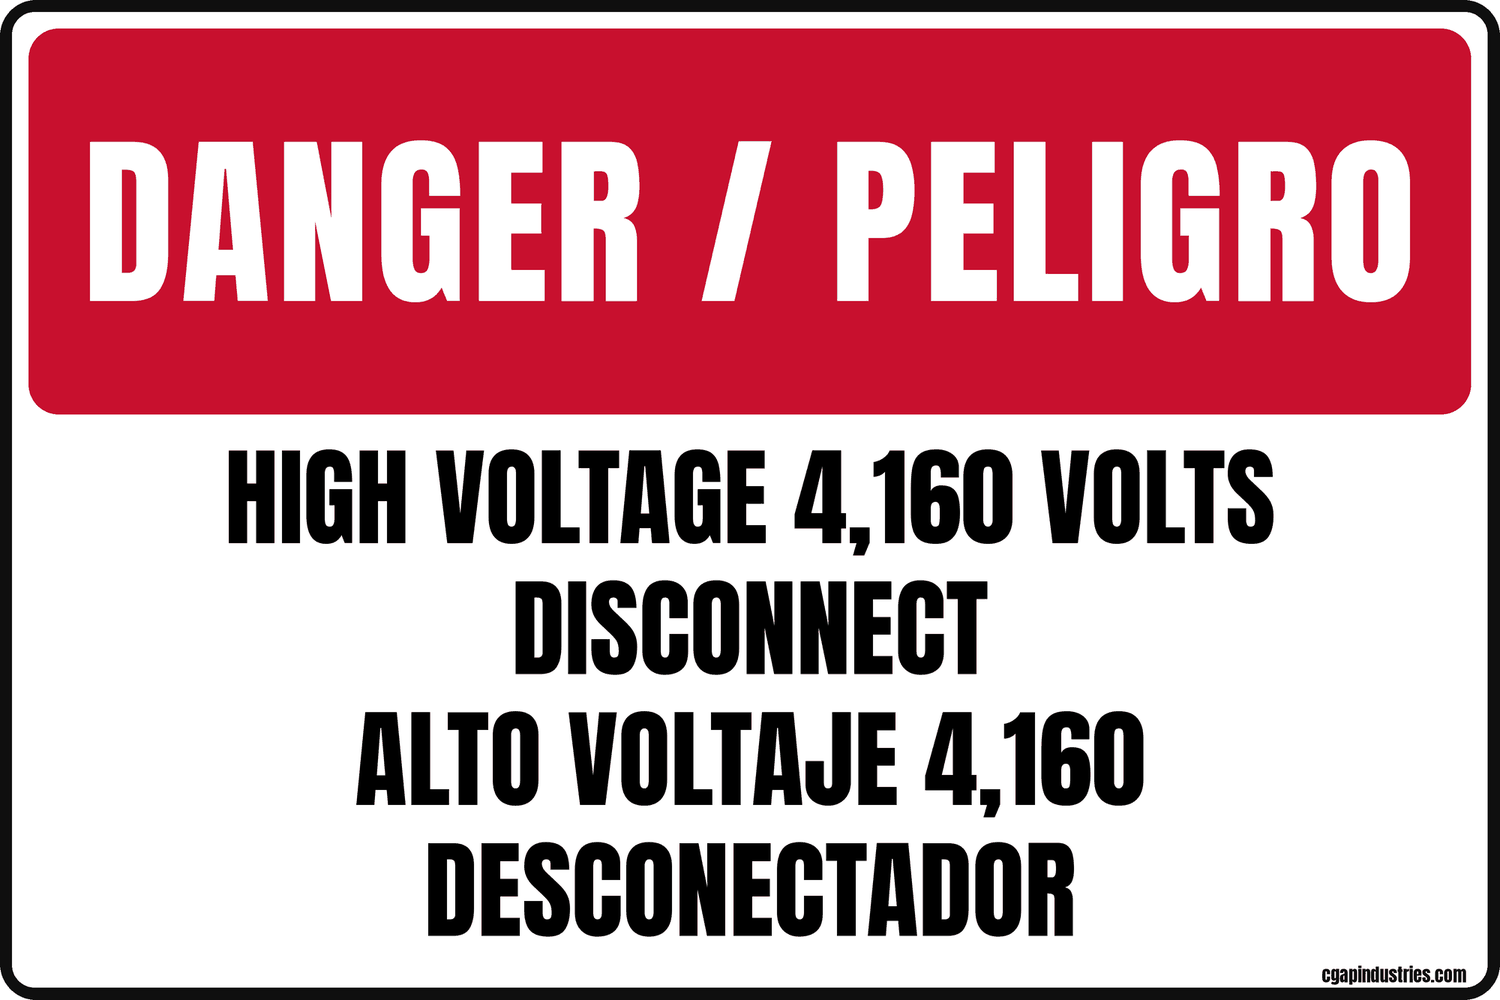 DANGER / PELIGRO
HIGH VOLTAGE 4,160 VOLTS
DISCONNECT
ALTO VOLTAJE 4,160
DESCONECTADOR
cgapindustries.com